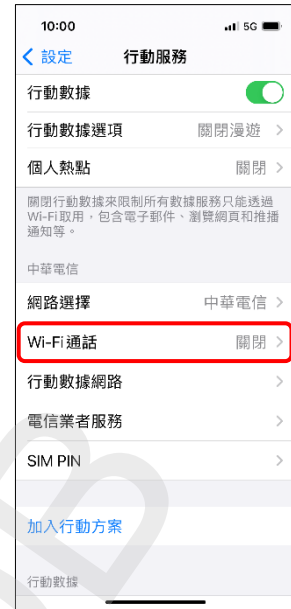 10:00
5G
設定
行動服務
行動數據
行動數據選項
關閉漫遊
個人熱點
關閉
關閉行動數據來限制所有數據服務只能透過
Wi-Fi取用，包含電子郵件、瀏覽網頁和推播
通知等。
中華電信
網路選擇
中華電信
Wi-Fi 通話
關閉
行動數據網路
電信業者服務
SIM PIN
加入行動方案
行動數據